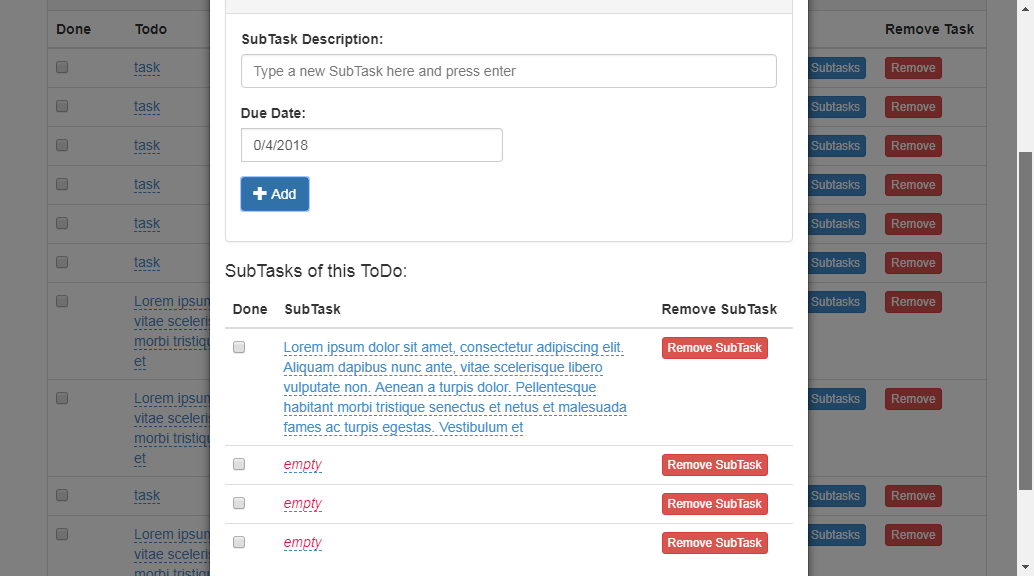 Done Todo Remove Task
task Subtasks Remove
task Subtasks Remove
task Subtasks Remove
task Subtasks Remove
task Subtasks Remove
task Subtasks Remove
Lorem ipsum Subtasks Remove
vitae sceleri
morbi tristiqu
et
Lorem ipsum Subtasks Remove
vitae sceleri
morbi tristiqu
et
task Subtasks Remove
Lorem ipsum Subtasks Remove
vitae sceleri
morbi tristiqu
SubTask Description:
Type a new SubTask here and press enter
Due Date:
0/4/2018
Add
SubTasks of this ToDo:
Done SubTask Remove SubTask
Lorem ipsum dolor sit amet, consectetur adipiscing elit. Remove SubTask
Aliquam dapibus nunc ante, vitae scelerisque libero
vulputate non. Aenean a turpis dolor. Pellentesque
habitant morbi tristique senectus et netus et malesuada
fames ac turpis egestas. Vestibulum et
empty Remove SubTask
empty Remove SubTask
empty Remove SubTask